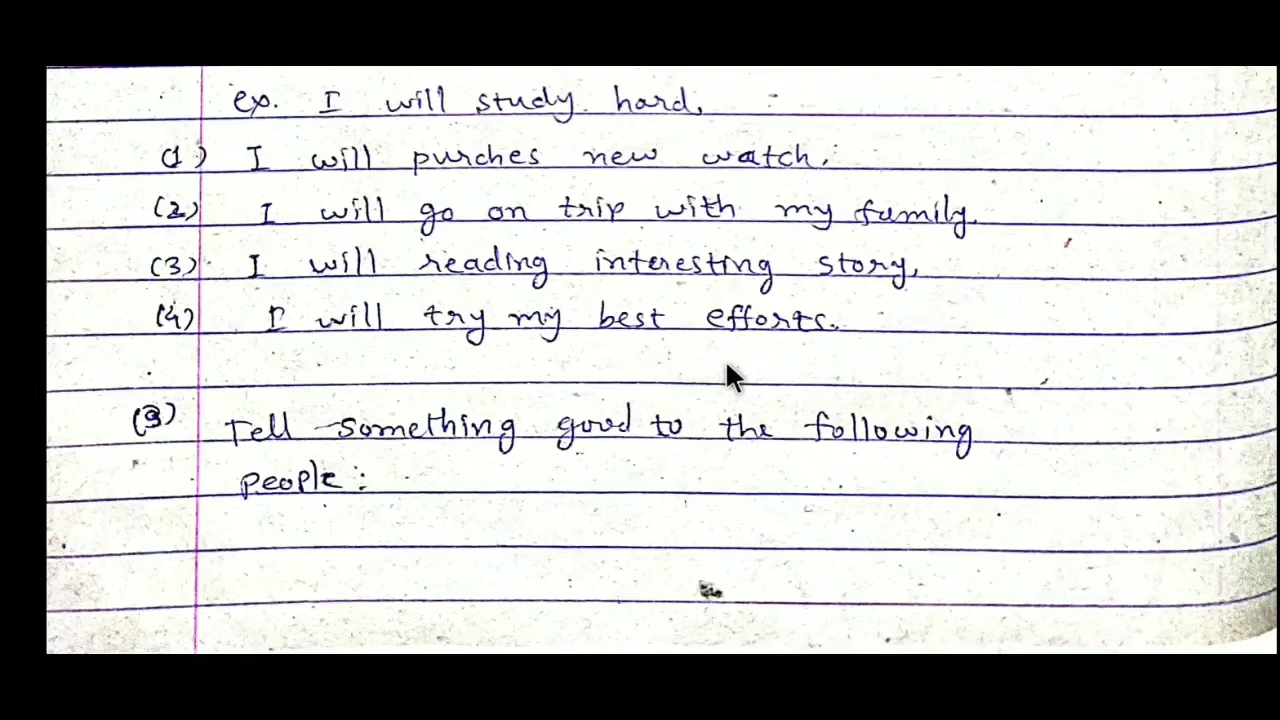 ex. I will study hard.
(1) I will purches new watch.
(2) I will go on trip with my family.
(3) I will reading interesting story.
(4) I will try my best efforts.
(3) Tell something good to the following
people: